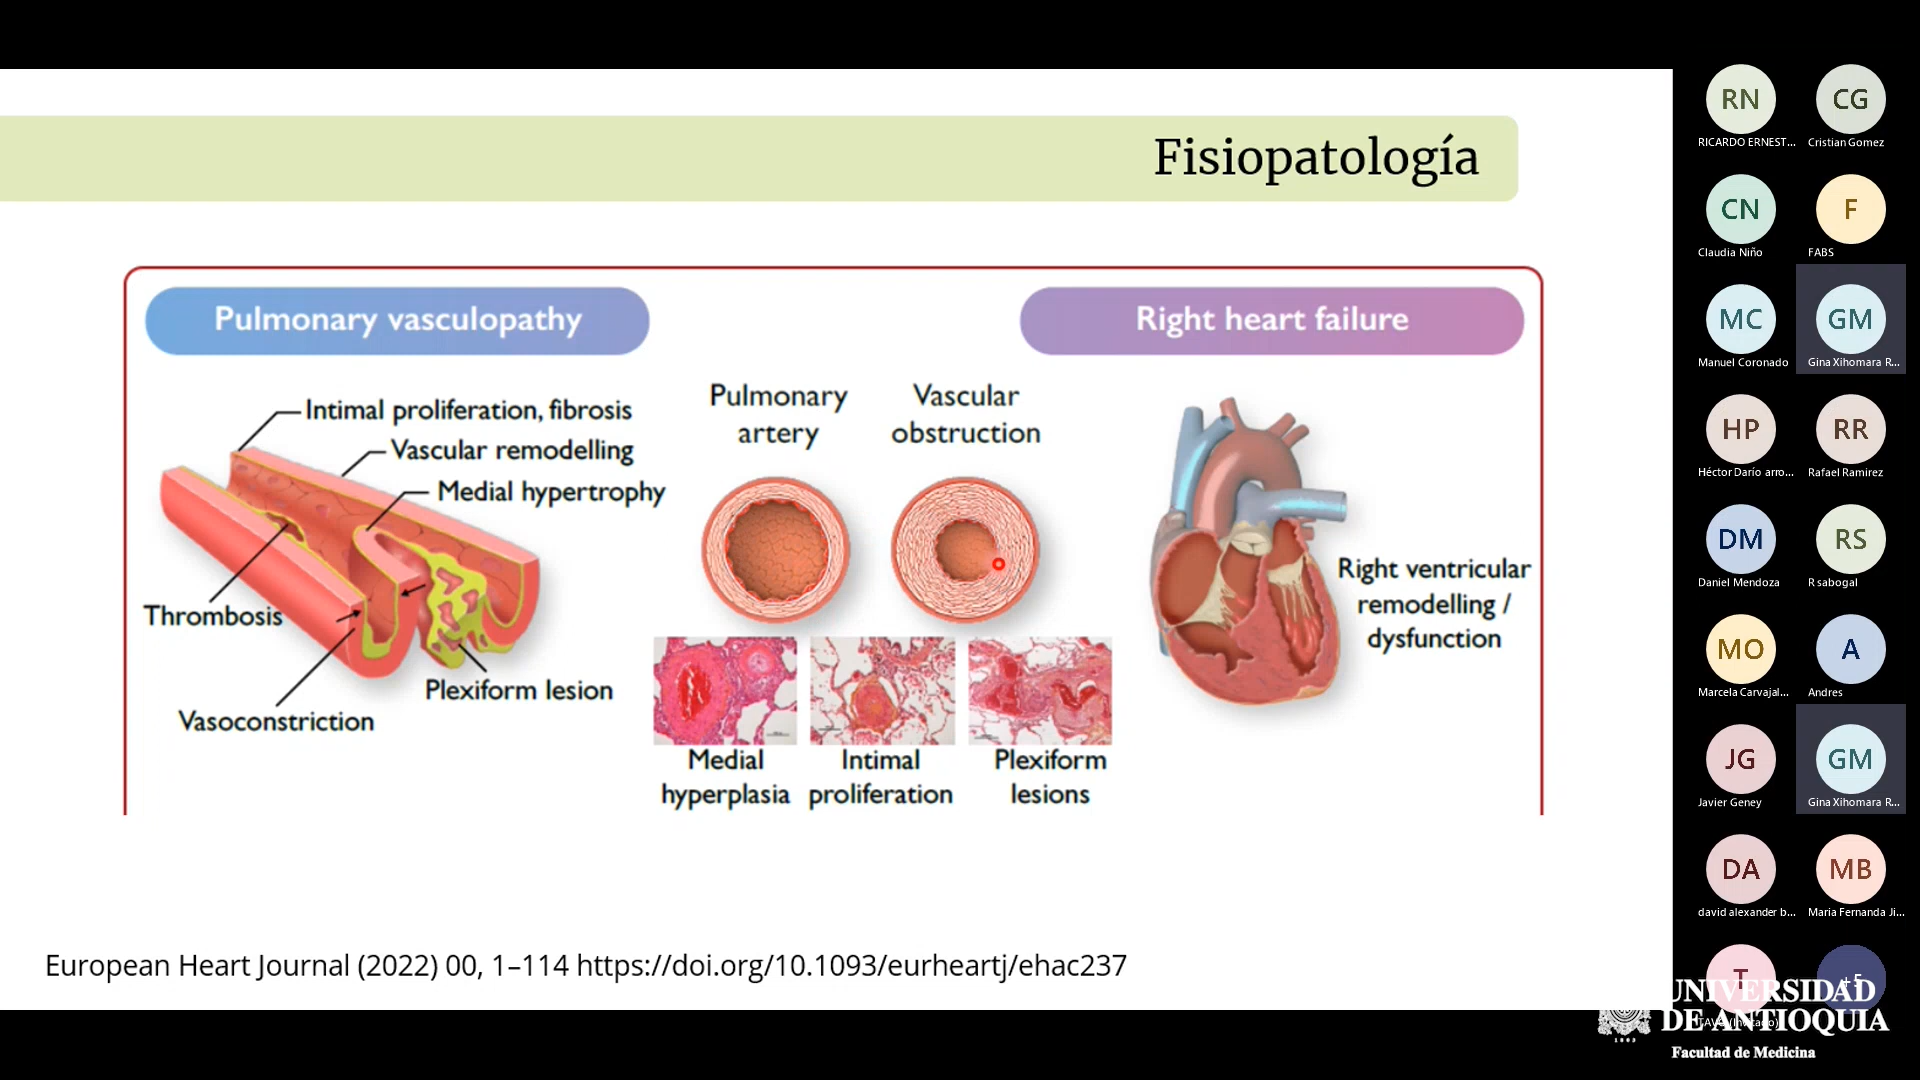 Fisiopatología
Pulmonary vasculopathy
Right heart failure
Intimal proliferation, fibrosis
Vascular remodelling
Medial hypertrophy
Thrombosis
Vasoconstriction
Plexiform lesion
Pulmonary
artery
Vascular
obstruction
Medial
hyperplasia
Intimal
proliferation
Plexiform
lesions
Right ventricular
remodelling /
dysfunction
European Heart Journal (2022) 00, 1–114 https://doi.org/10.1093/eurheartj/ehac237
RN
RICARDO ERNEST...
CG
Cristian Gomez
CN
Claudia Niño
F
FABS
MC
Manuel Coronado
GM
Gina Xihomara R...
HP
Héctor Darío arro...
RR
Rafael Ramirez
DM
Daniel Mendoza
RS
R sabogal
MO
Marcela Carvajal...
A
Andres
JG
Javier Geney
GM
Gina Xihomara R...
DA
david alexander b...
MB
Maria Fernanda Ji...
T
+5
UNIVERSIDAD
DE ANTIOQUIA
1803
Facultad de Medicina